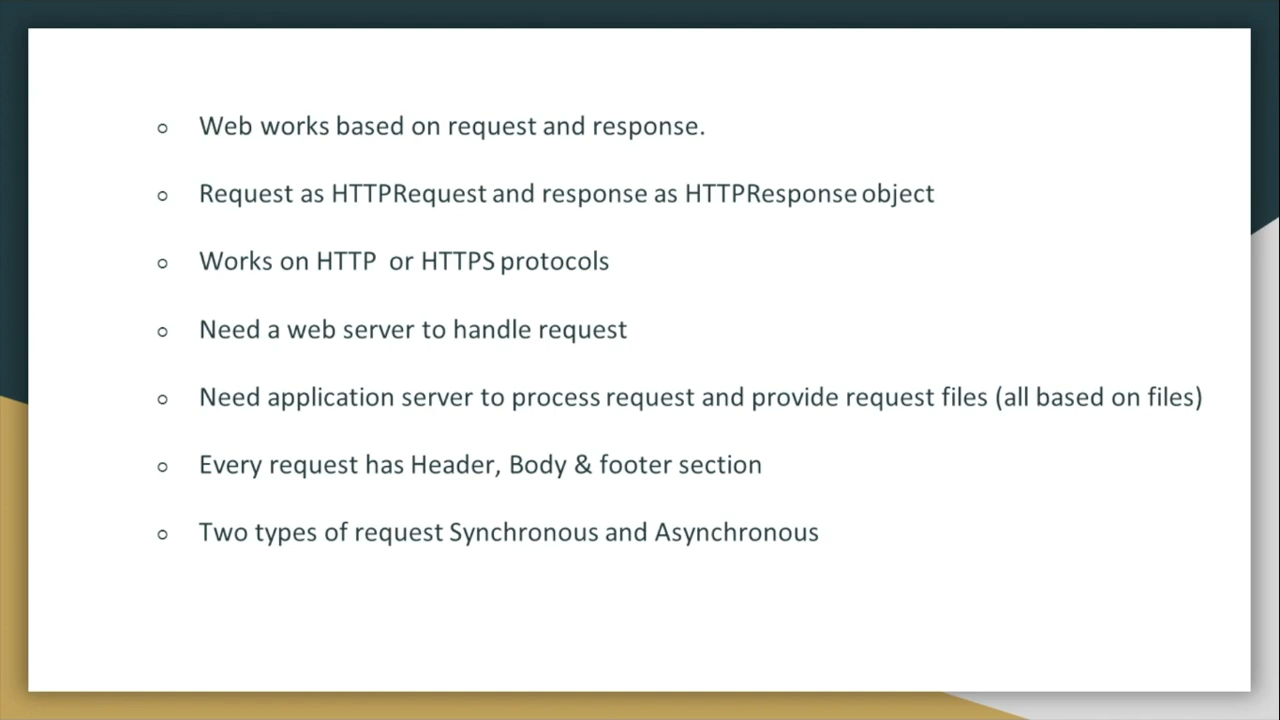 Web works based on request and response.
Request as HTTPRequest and response as HTTPResponse object
Works on HTTP or HTTPS protocols
Need a web server to handle request
Need application server to process request and provide request files (all based on files)
Every request has Header, Body & footer section
Two types of request Synchronous and Asynchronous